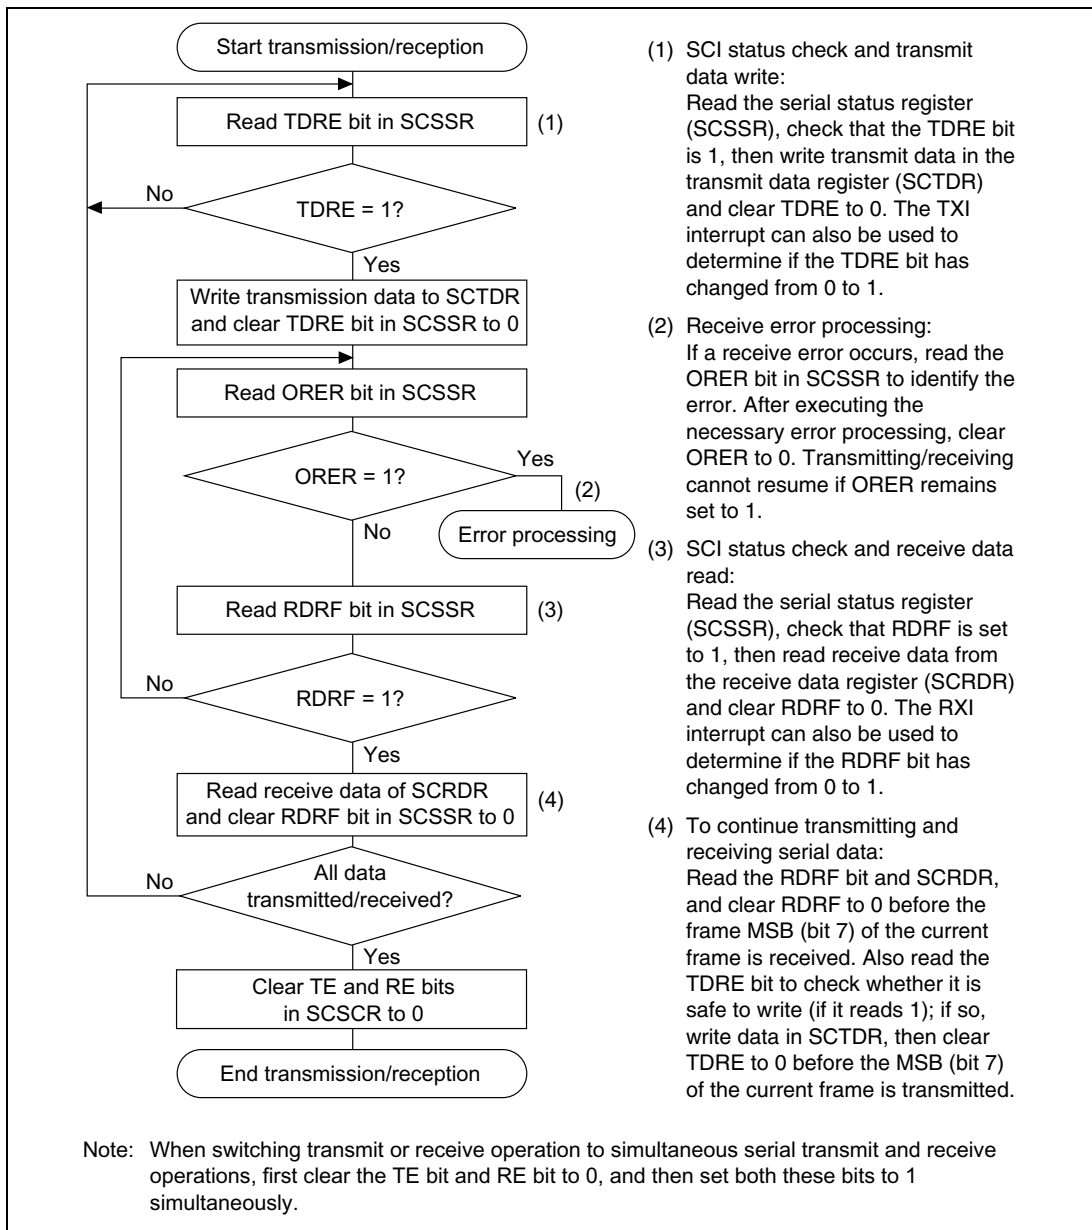 Start transmission/reception
Read TDRE bit in SCSSR
(1)
No
TDRE = 1?
Yes
Write transmission data to SCTDR
and clear TDRE bit in SCSSR to 0
Read ORER bit in SCSSR
ORER = 1?
Yes
(2)
No
Error processing
Read RDRF bit in SCSSR
(3)
No
RDRF = 1?
Yes
Read receive data of SCRDR
and clear RDRF bit in SCSSR to 0
(4)
No
All data
transmitted/received?
Yes
Clear TE and RE bits
in SCSCR to 0
End transmission/reception
(1) SCI status check and transmit
data write:
Read the serial status register
(SCSSR), check that the TDRE bit
is 1, then write transmit data in the
transmit data register (SCTDR)
and clear TDRE to 0. The TXI
interrupt can also be used to
determine if the TDRE bit has
changed from 0 to 1.
(2) Receive error processing:
If a receive error occurs, read the
ORER bit in SCSSR to identify the
error. After executing the
necessary error processing, clear
ORER to 0. Transmitting/receiving
cannot resume if ORER remains
set to 1.
(3) SCI status check and receive data
read:
Read the serial status register
(SCSSR), check that RDRF is set
to 1, then read receive data from
the receive data register (SCRDR)
and clear RDRF to 0. The RXI
interrupt can also be used to
determine if the RDRF bit has
changed from 0 to 1.
(4) To continue transmitting and
receiving serial data:
Read the RDRF bit and SCRDR,
and clear RDRF to 0 before the
frame MSB (bit 7) of the current
frame is received. Also read the
TDRE bit to check whether it is
safe to write (if it reads 1); if so,
write data in SCTDR, then clear
TDRE to 0 before the MSB (bit 7)
of the current frame is transmitted.
Note: When switching transmit or receive operation to simultaneous serial transmit and receive
operations, first clear the TE bit and RE bit to 0, and then set both these bits to 1
simultaneously.